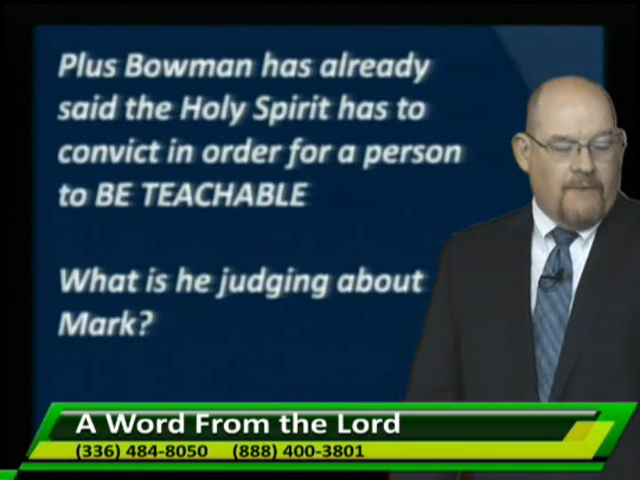 Plus Bowman has already
said the Holy Spirit has to
convict in order for a person
to BE TEACHABLE
What is he judging about
Mark?
A Word From the Lord
(336) 484-8050 (888) 400-3801